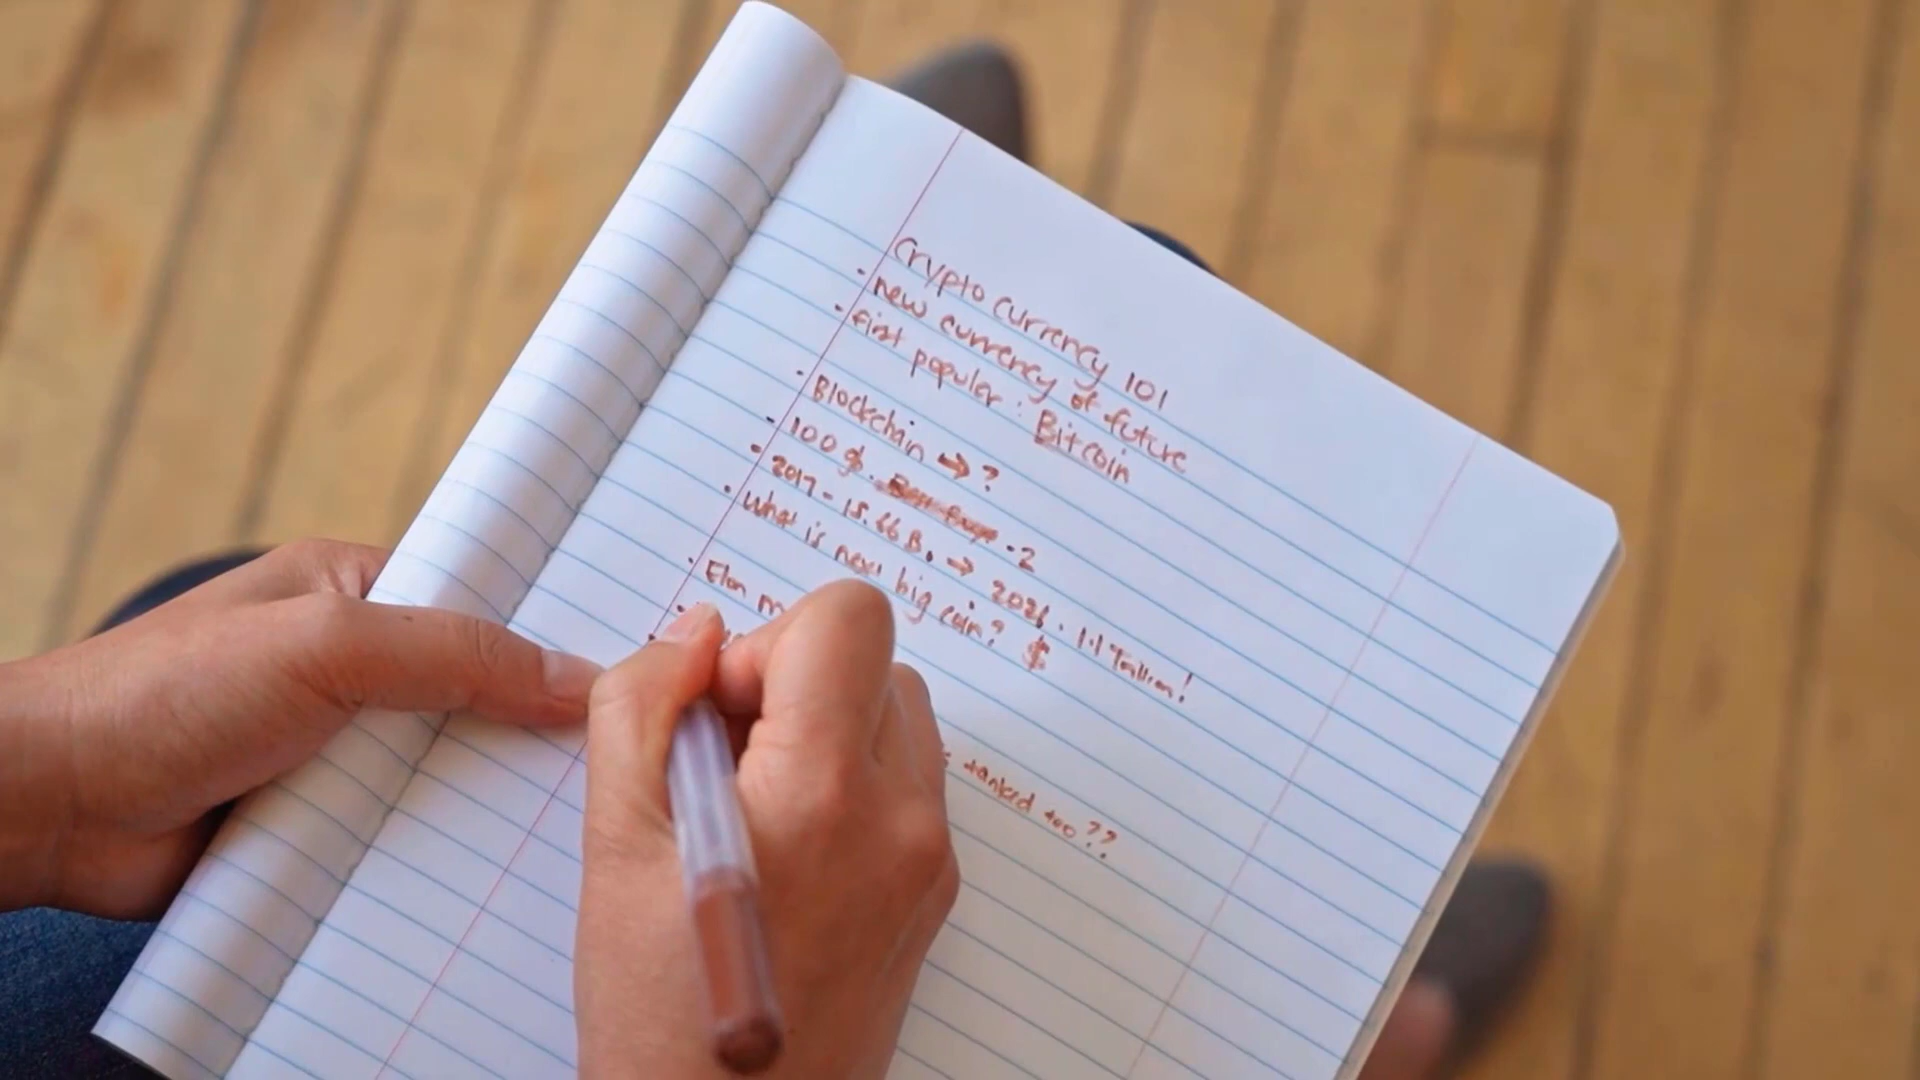 Crypto currency 101
• new currency of future
• first popular : Bitcoin
• Blockchain → ?
• 100 $. -2
• 2017 - 15.66 B. → 2021. 1.1 Trillion!
• What is next big coin? $
• Elon
tanked too ??